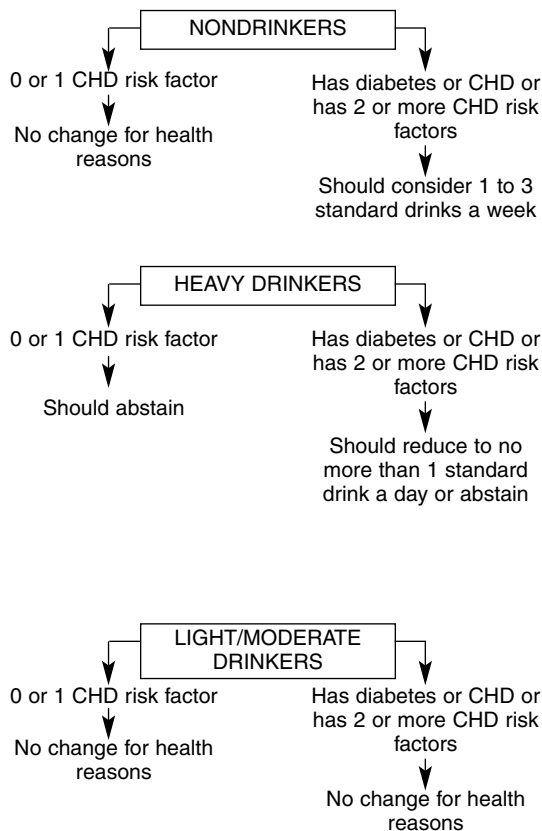 NONDRINKERS
0 or 1 CHD risk factor
No change for health
reasons
Has diabetes or CHD or
has 2 or more CHD risk
factors
Should consider 1 to 3
standard drinks a week
HEAVY DRINKERS
0 or 1 CHD risk factor
Should abstain
Has diabetes or CHD or
has 2 or more CHD risk
factors
Should reduce to no
more than 1 standard
drink a day or abstain
LIGHT/MODERATE
DRINKERS
0 or 1 CHD risk factor
No change for health
reasons
Has diabetes or CHD or
has 2 or more CHD risk
factors
No change for health
reasons